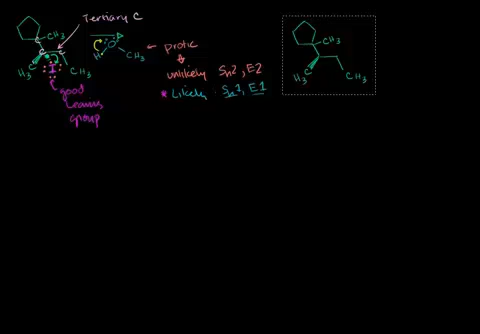 Tertiary C
CH3
C
C C
H3C CH3
I
good
leaving
group
H O
CH3
← protic
unlikely SN2, E2
* Likely: SN1, E1
CH3
H3C CH3